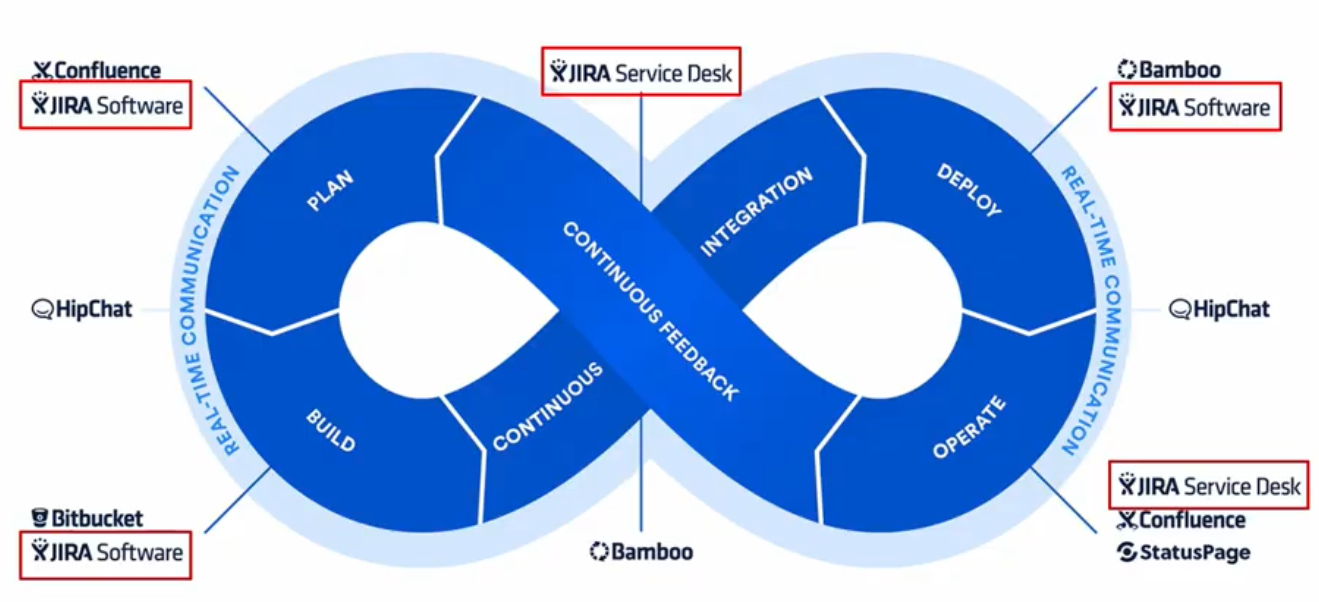 Confluence
JIRA Software
JIRA Service Desk
Bamboo
JIRA Software
PLAN
INTEGRATION
DEPLOY
REAL-TIME COMMUNICATION
REAL-TIME COMMUNICATION
CONTINUOUS FEEDBACK
HipChat
HipChat
BUILD
CONTINUOUS
OPERATE
Bitbucket
JIRA Software
Bamboo
JIRA Service Desk
Confluence
StatusPage